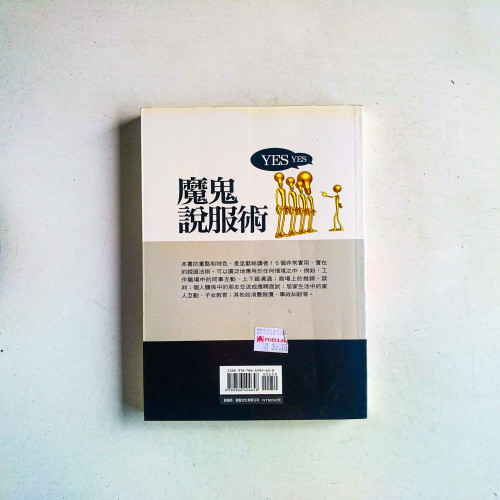 YES YES
魔鬼
說服術
本書的重點和特色,是呈獻給讀者16個非常實用、實在
的說服法則。可以廣泛地應用於任何情境之中,例如,工
作職場中的同事互動、上下級溝通;商場上的推銷、談
判;個人關係中的朋友交流或應聘面試;居家生活中的家
人互動、子女教育;其他如消費殺價、事故糾紛等。
POPULAR